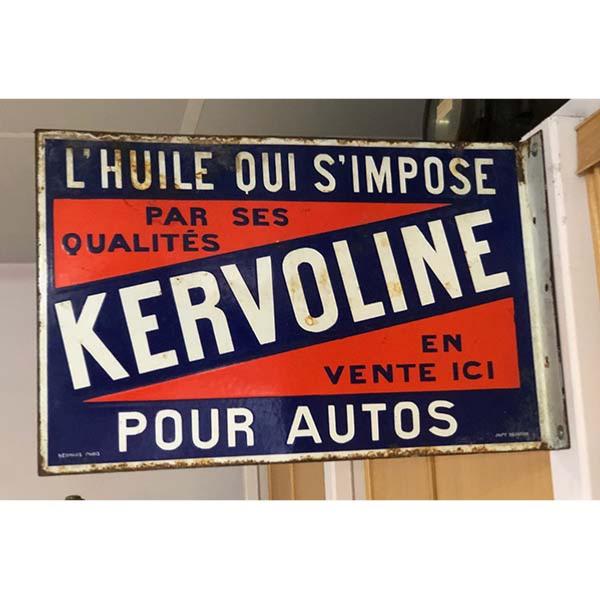 L'HUILE QUI S'IMPOSE
PAR SES
QUALITÉS
KERVOLINE
EN
VENTE ICI
POUR AUTOS